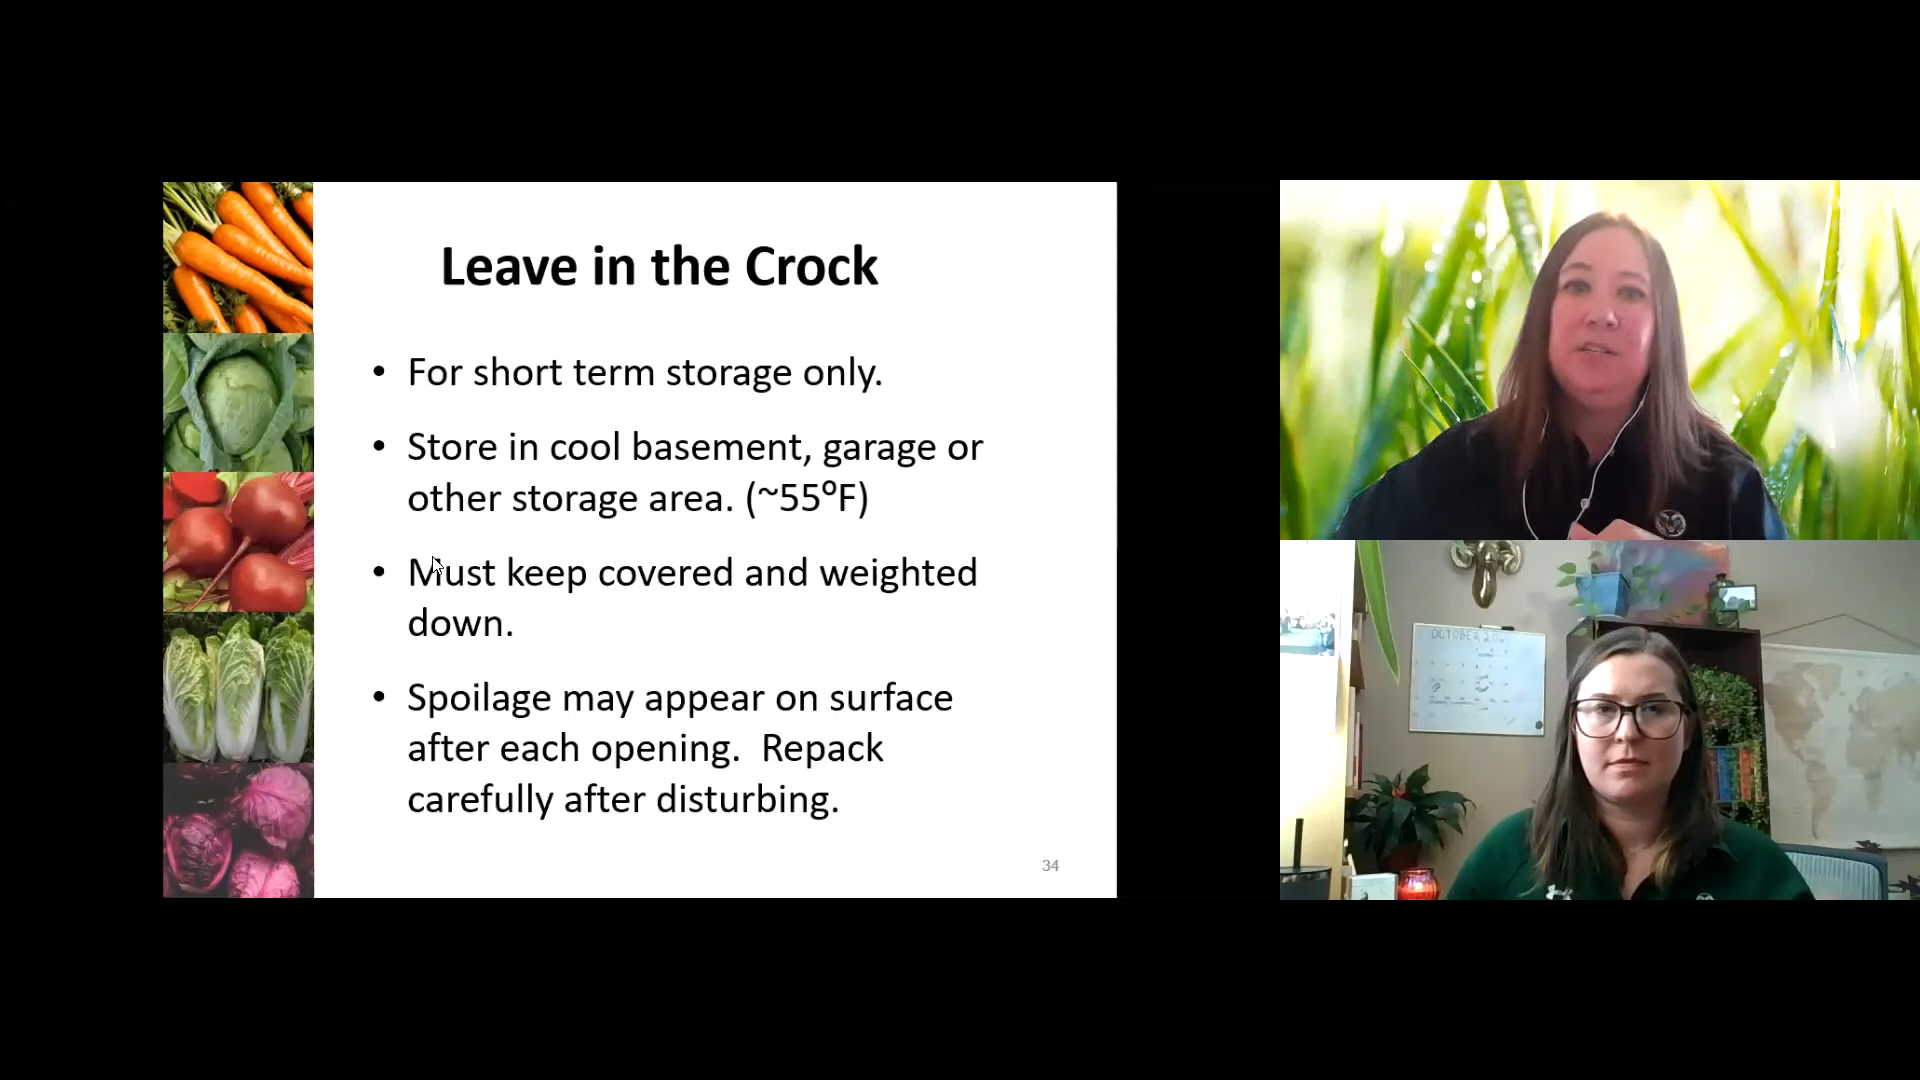 Leave in the Crock
• For short term storage only.
• Store in cool basement, garage or
other storage area. (~55°F)
• Must keep covered and weighted
down.
• Spoilage may appear on surface
after each opening.  Repack
carefully after disturbing.
34
OCTOBER